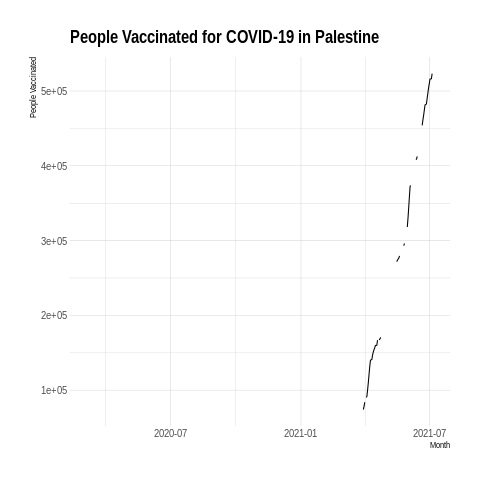 People Vaccinated for COVID-19 in Palestine
People Vaccinated
5e+05
4e+05
3e+05
2e+05
1e+05
2020-07 2021-01 2021-07
Month